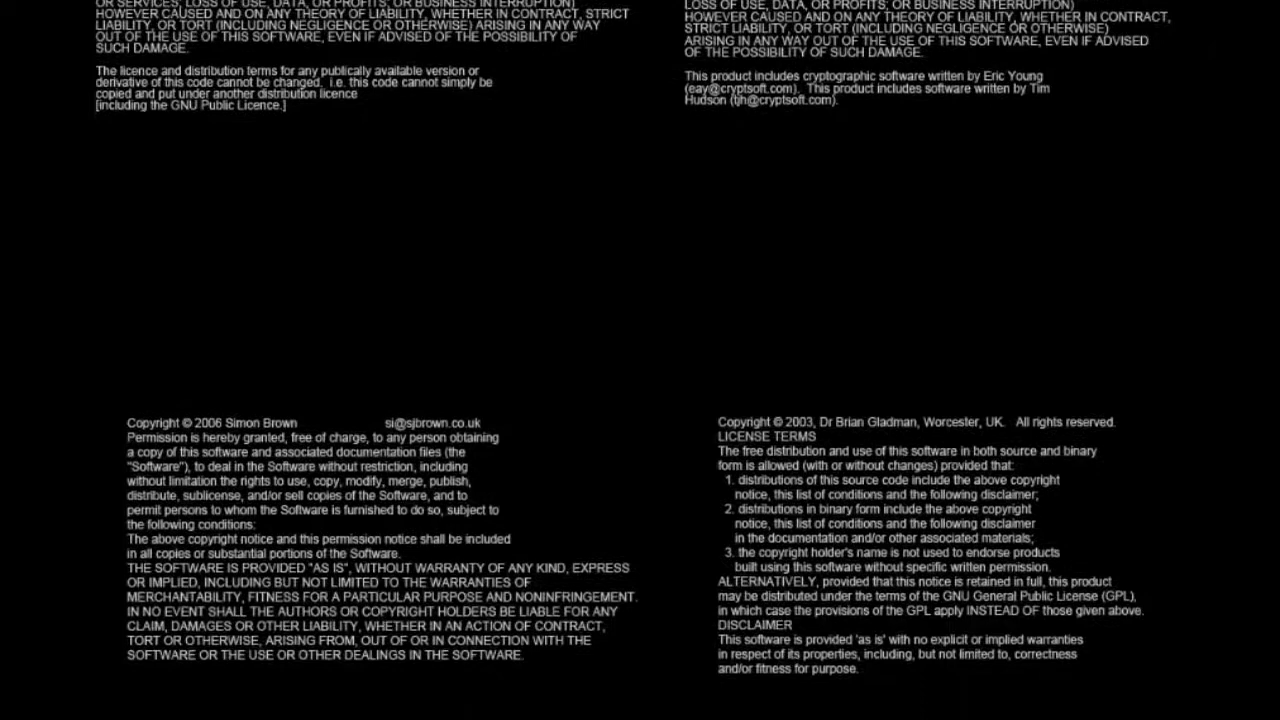 OR SERVICES; LOSS OF USE, DATA, OR PROFITS; OR BUSINESS INTERRUPTION)
HOWEVER CAUSED AND ON ANY THEORY OF LIABILITY, WHETHER IN CONTRACT, STRICT
LIABILITY, OR TORT (INCLUDING NEGLIGENCE OR OTHERWISE) ARISING IN ANY WAY
OUT OF THE USE OF THIS SOFTWARE, EVEN IF ADVISED OF THE POSSIBILITY OF
SUCH DAMAGE.
The licence and distribution terms for any publically available version or
derivative of this code cannot be changed.  i.e. this code cannot simply be
copied and put under another distribution licence
[including the GNU Public Licence.]
LOSS OF USE, DATA, OR PROFITS; OR BUSINESS INTERRUPTION)
HOWEVER CAUSED AND ON ANY THEORY OF LIABILITY, WHETHER IN CONTRACT,
STRICT LIABILITY, OR TORT (INCLUDING NEGLIGENCE OR OTHERWISE)
ARISING IN ANY WAY OUT OF THE USE OF THIS SOFTWARE, EVEN IF ADVISED
OF THE POSSIBILITY OF SUCH DAMAGE.
This product includes cryptographic software written by Eric Young
(eay@cryptsoft.com).  This product includes software written by Tim
Hudson (tjh@cryptsoft.com).
Copyright © 2006 Simon Brown si@sjbrown.co.uk
Permission is hereby granted, free of charge, to any person obtaining
a copy of this software and associated documentation files (the
"Software"), to deal in the Software without restriction, including
without limitation the rights to use, copy, modify, merge, publish,
distribute, sublicense, and/or sell copies of the Software, and to
permit persons to whom the Software is furnished to do so, subject to
the following conditions:
The above copyright notice and this permission notice shall be included
in all copies or substantial portions of the Software.
THE SOFTWARE IS PROVIDED "AS IS", WITHOUT WARRANTY OF ANY KIND, EXPRESS
OR IMPLIED, INCLUDING BUT NOT LIMITED TO THE WARRANTIES OF
MERCHANTABILITY, FITNESS FOR A PARTICULAR PURPOSE AND NONINFRINGEMENT.
IN NO EVENT SHALL THE AUTHORS OR COPYRIGHT HOLDERS BE LIABLE FOR ANY
CLAIM, DAMAGES OR OTHER LIABILITY, WHETHER IN AN ACTION OF CONTRACT,
TORT OR OTHERWISE, ARISING FROM, OUT OF OR IN CONNECTION WITH THE
SOFTWARE OR THE USE OR OTHER DEALINGS IN THE SOFTWARE.
Copyright © 2003, Dr Brian Gladman, Worcester, UK.   All rights reserved.
LICENSE TERMS
The free distribution and use of this software in both source and binary
form is allowed (with or without changes) provided that:
1. distributions of this source code include the above copyright
notice, this list of conditions and the following disclaimer;
2. distributions in binary form include the above copyright
notice, this list of conditions and the following disclaimer
in the documentation and/or other associated materials;
3. the copyright holder's name is not used to endorse products
built using this software without specific written permission.
ALTERNATIVELY, provided that this notice is retained in full, this product
may be distributed under the terms of the GNU General Public License (GPL),
in which case the provisions of the GPL apply INSTEAD OF those given above.
DISCLAIMER
This software is provided 'as is' with no explicit or implied warranties
in respect of its properties, including, but not limited to, correctness
and/or fitness for purpose.